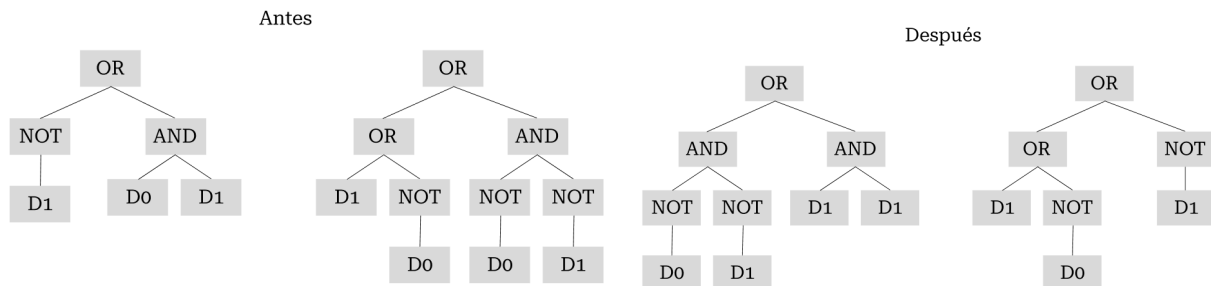 Antes
OR
NOT AND
D1 D0 D1
OR
OR AND
D1 NOT NOT NOT
D0 D0 D1
Después
OR
AND AND
NOT NOT D1 D1
D0 D1
OR
OR NOT
D1 NOT D1
D0